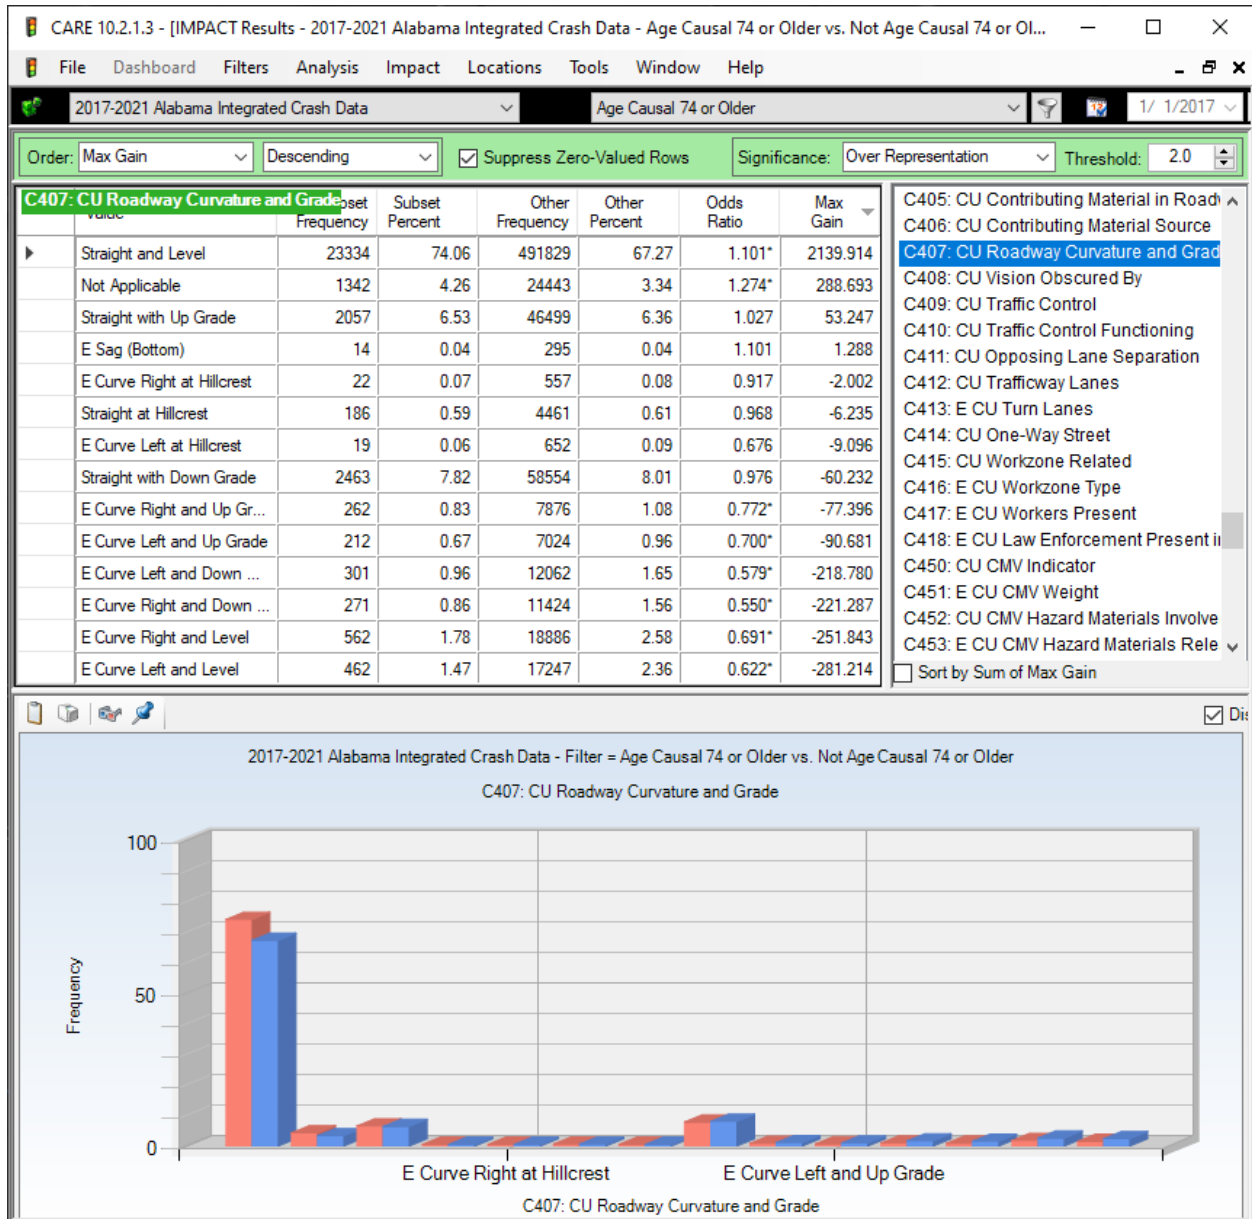 CARE 10.2.1.3 - [IMPACT Results - 2017-2021 Alabama Integrated Crash Data - Age Causal 74 or Older vs. Not Age Causal 74 or Ol...
File Dashboard Filters Analysis Impact Locations Tools Window Help
2017-2021 Alabama Integrated Crash Data Age Causal 74 or Older 1/ 1/2017
Order: Max Gain Descending Suppress Zero-Valued Rows Significance: Over Representation Threshold: 2.0
C407: CU Roadway Curvature and Grade
Frequency Subset Percent Other Frequency Other Percent Odds Ratio Max Gain
Straight and Level 23334 74.06 491829 67.27 1.101* 2139.914
Not Applicable 1342 4.26 24443 3.34 1.274* 288.693
Straight with Up Grade 2057 6.53 46499 6.36 1.027 53.247
E Sag (Bottom) 14 0.04 295 0.04 1.101 1.288
E Curve Right at Hillcrest 22 0.07 557 0.08 0.917 -2.002
Straight at Hillcrest 186 0.59 4461 0.61 0.968 -6.235
E Curve Left at Hillcrest 19 0.06 652 0.09 0.676 -9.096
Straight with Down Grade 2463 7.82 58554 8.01 0.976 -60.232
E Curve Right and Up Gr... 262 0.83 7876 1.08 0.772* -77.396
E Curve Left and Up Grade 212 0.67 7024 0.96 0.700* -90.681
E Curve Left and Down ... 301 0.96 12062 1.65 0.579* -218.780
E Curve Right and Down ... 271 0.86 11424 1.56 0.550* -221.287
E Curve Right and Level 562 1.78 18886 2.58 0.691* -251.843
E Curve Left and Level 462 1.47 17247 2.36 0.622* -281.214
C405: CU Contributing Material in Roadw
C406: CU Contributing Material Source
C407: CU Roadway Curvature and Grad
C408: CU Vision Obscured By
C409: CU Traffic Control
C410: CU Traffic Control Functioning
C411: CU Opposing Lane Separation
C412: CU Trafficway Lanes
C413: E CU Turn Lanes
C414: CU One-Way Street
C415: CU Workzone Related
C416: E CU Workzone Type
C417: E CU Workers Present
C418: E CU Law Enforcement Present i
C450: CU CMV Indicator
C451: E CU CMV Weight
C452: CU CMV Hazard Materials Involve
C453: E CU CMV Hazard Materials Rele
Sort by Sum of Max Gain
Dis
2017-2021 Alabama Integrated Crash Data - Filter = Age Causal 74 or Older vs. Not Age Causal 74 or Older
C407: CU Roadway Curvature and Grade
100
50
0
Frequency
E Curve Right at Hillcrest E Curve Left and Up Grade
C407: CU Roadway Curvature and Grade